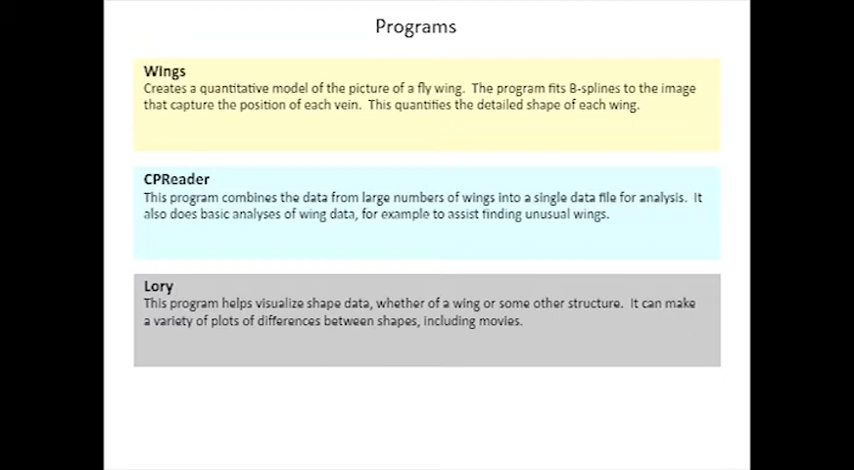 Programs
Wings
Creates a quantitative model of the picture of a fly wing. The program fits B-splines to the image
that capture the position of each vein. This quantifies the detailed shape of each wing.
CPReader
This program combines the data from large numbers of wings into a single data file for analysis. It
also does basic analyses of wing data, for example to assist finding unusual wings.
Lory
This program helps visualize shape data, whether of a wing or some other structure. It can make
a variety of plots of differences between shapes, including movies.